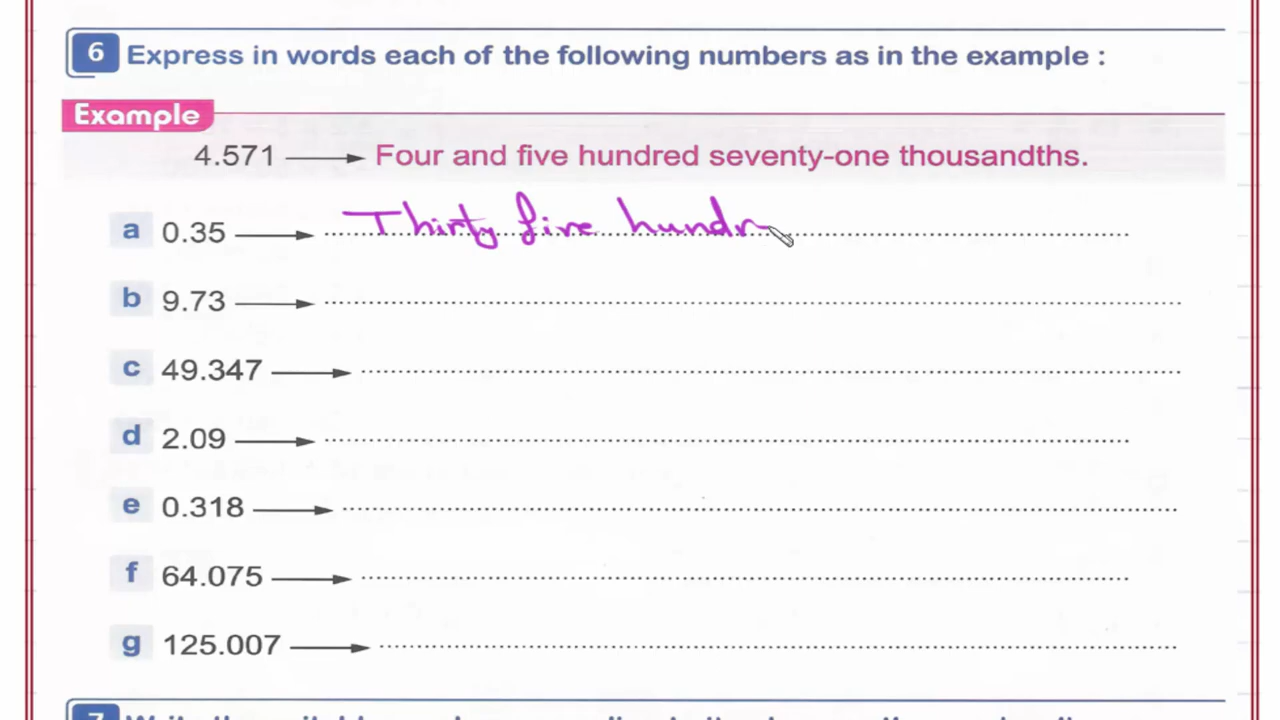 6 Express in words each of the following numbers as in the example :
Example
4.571 → Four and five hundred seventy-one thousandths.
a 0.35 → Thirty five hundr
b 9.73 →
c 49.347 →
d 2.09 →
e 0.318 →
f 64.075 →
g 125.007 →
7